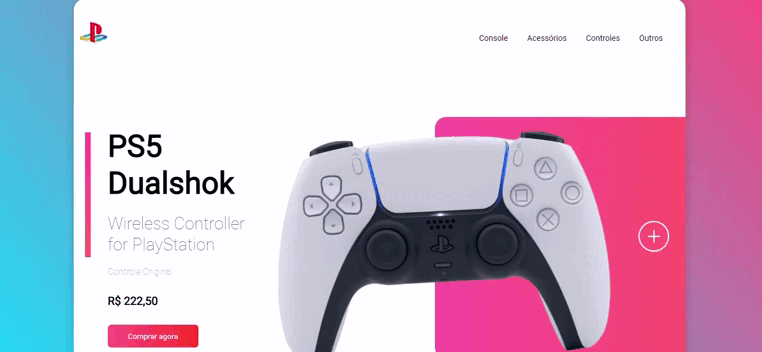 Console Acessórios Controles Outros
PS5
Dualshok
Wireless Controller
for PlayStation
Controle Original
R$ 222,50
Comprar agora